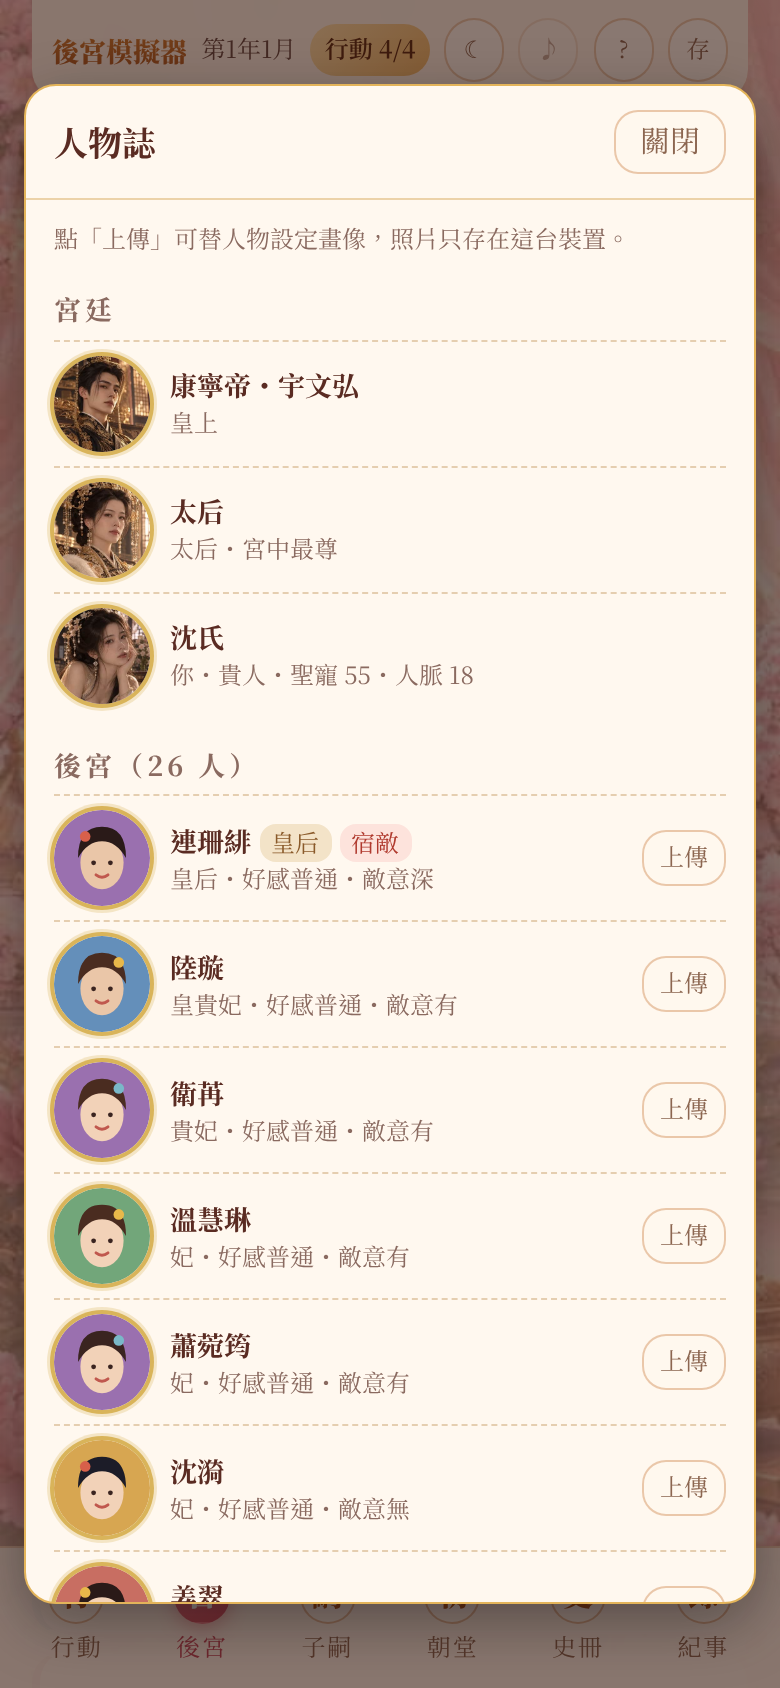 後宮模擬器 第1年1月 行動 4/4 ☾ ♪ ? 存
人物誌 關閉
點「上傳」可替人物設定畫像，照片只存在這台裝置。
宮廷
康寧帝・宇文弘
皇上
太后
太后・宮中最尊
沈氏
你・貴人・聖寵 55・人脈 18
後宮（26 人）
連珊緋 皇后 宿敵
皇后・好感普通・敵意深
上傳
陸璇
皇貴妃・好感普通・敵意有
上傳
衛苒
貴妃・好感普通・敵意有
上傳
溫慧琳
妃・好感普通・敵意有
上傳
蕭菀筠
妃・好感普通・敵意有
上傳
沈漪
妃・好感普通・敵意無
上傳
行動 後宮 子嗣 朝堂 史冊 紀事